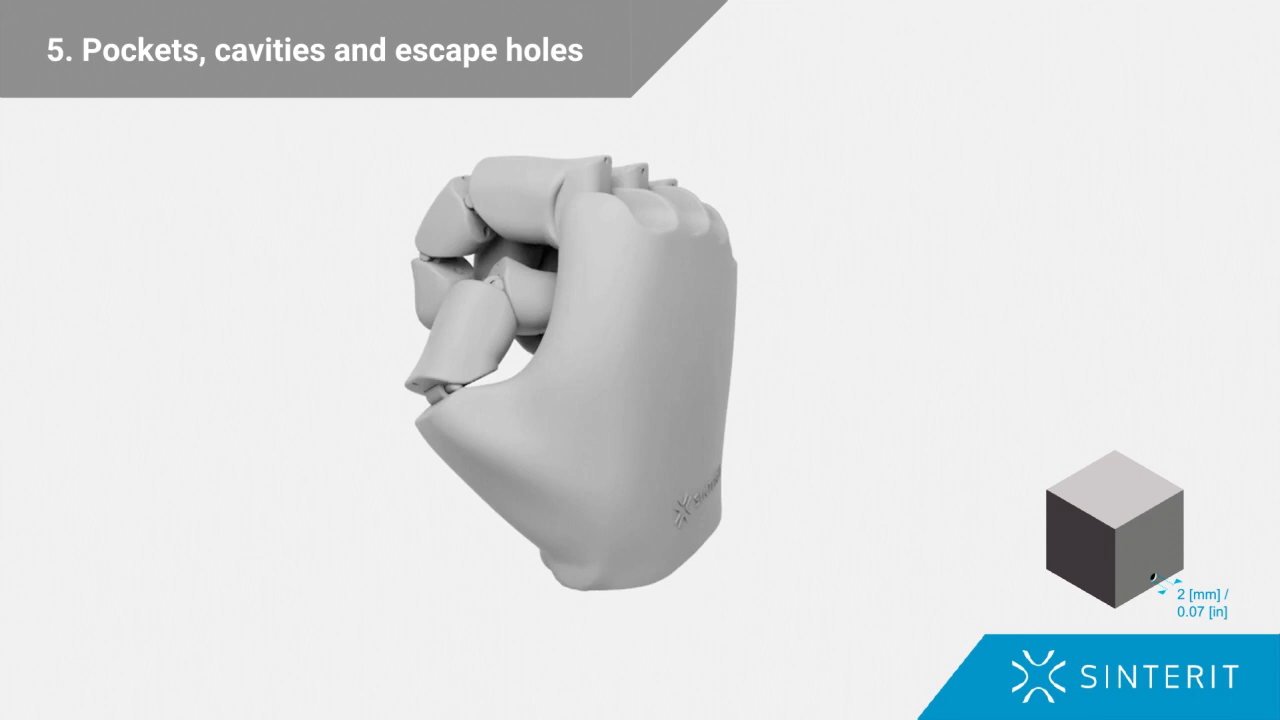 5. Pockets, cavities and escape holes
2 [mm] /
0.07 [in]
SINTERIT